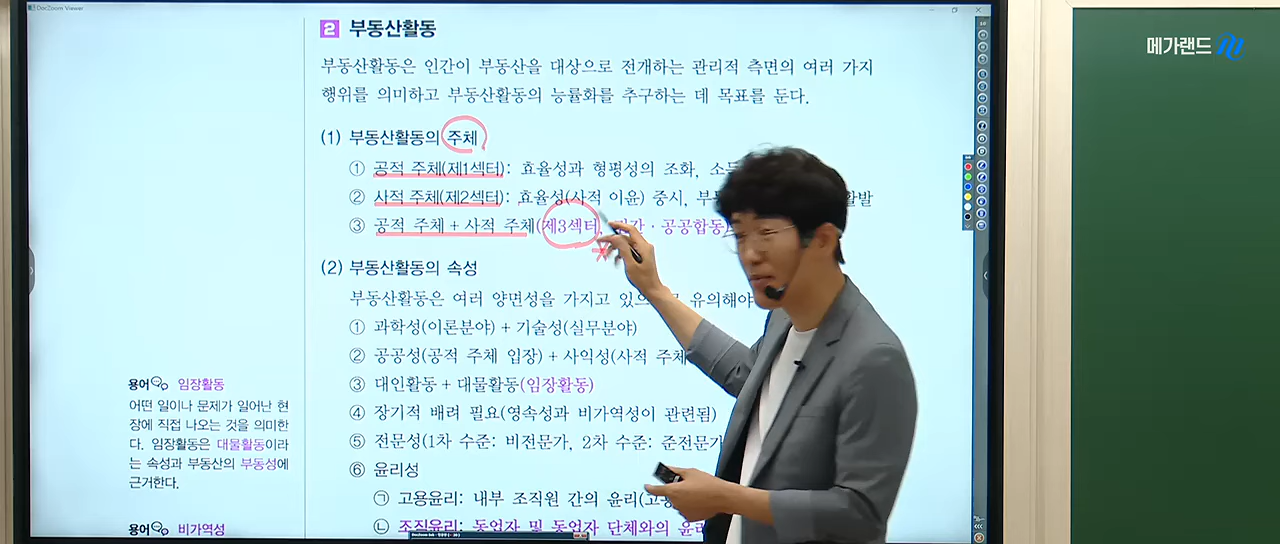 DocZoom Viewer
메가랜드
2 부동산활동
부동산활동은 인간이 부동산을 대상으로 전개하는 관리적 측면의 여러 가지
행위를 의미하고 부동산활동의 능률화를 추구하는 데 목표를 둔다.
(1) 부동산활동의 주체
① 공적 주체(제1섹터): 효율성과 형평성의 조화,
② 사적 주체(제2섹터): 효율성(사적 이윤) 중시,
③ 공적 주체 + 사적 주체(제3섹터, · 공공합동
(2) 부동산활동의 속성
부동산활동은 여러 양면성을 가지고 유의해야
① 과학성(이론분야) + 기술성(실무분야)
② 공공성(공적 주체 입장) + 사익성(사적 주체
③ 대인활동 + 대물활동(임장활동)
④ 장기적 배려 필요(영속성과 비가역성이 관련됨)
⑤ 전문성(1차 수준: 비전문가, 2차 수준: 준전문가
⑥ 윤리성
㉠ 고용윤리: 내부 조직원 간의 윤리
㉡ 조직윤리: 동업자 및 동업자 단체와의
용어 임장활동
어떤 일이나 문제가 일어난 현
장에 직접 나오는 것을 의미한
다. 임장활동은 대물활동이라
는 속성과 부동산의 부동성에
근거한다.
용어 비가역성